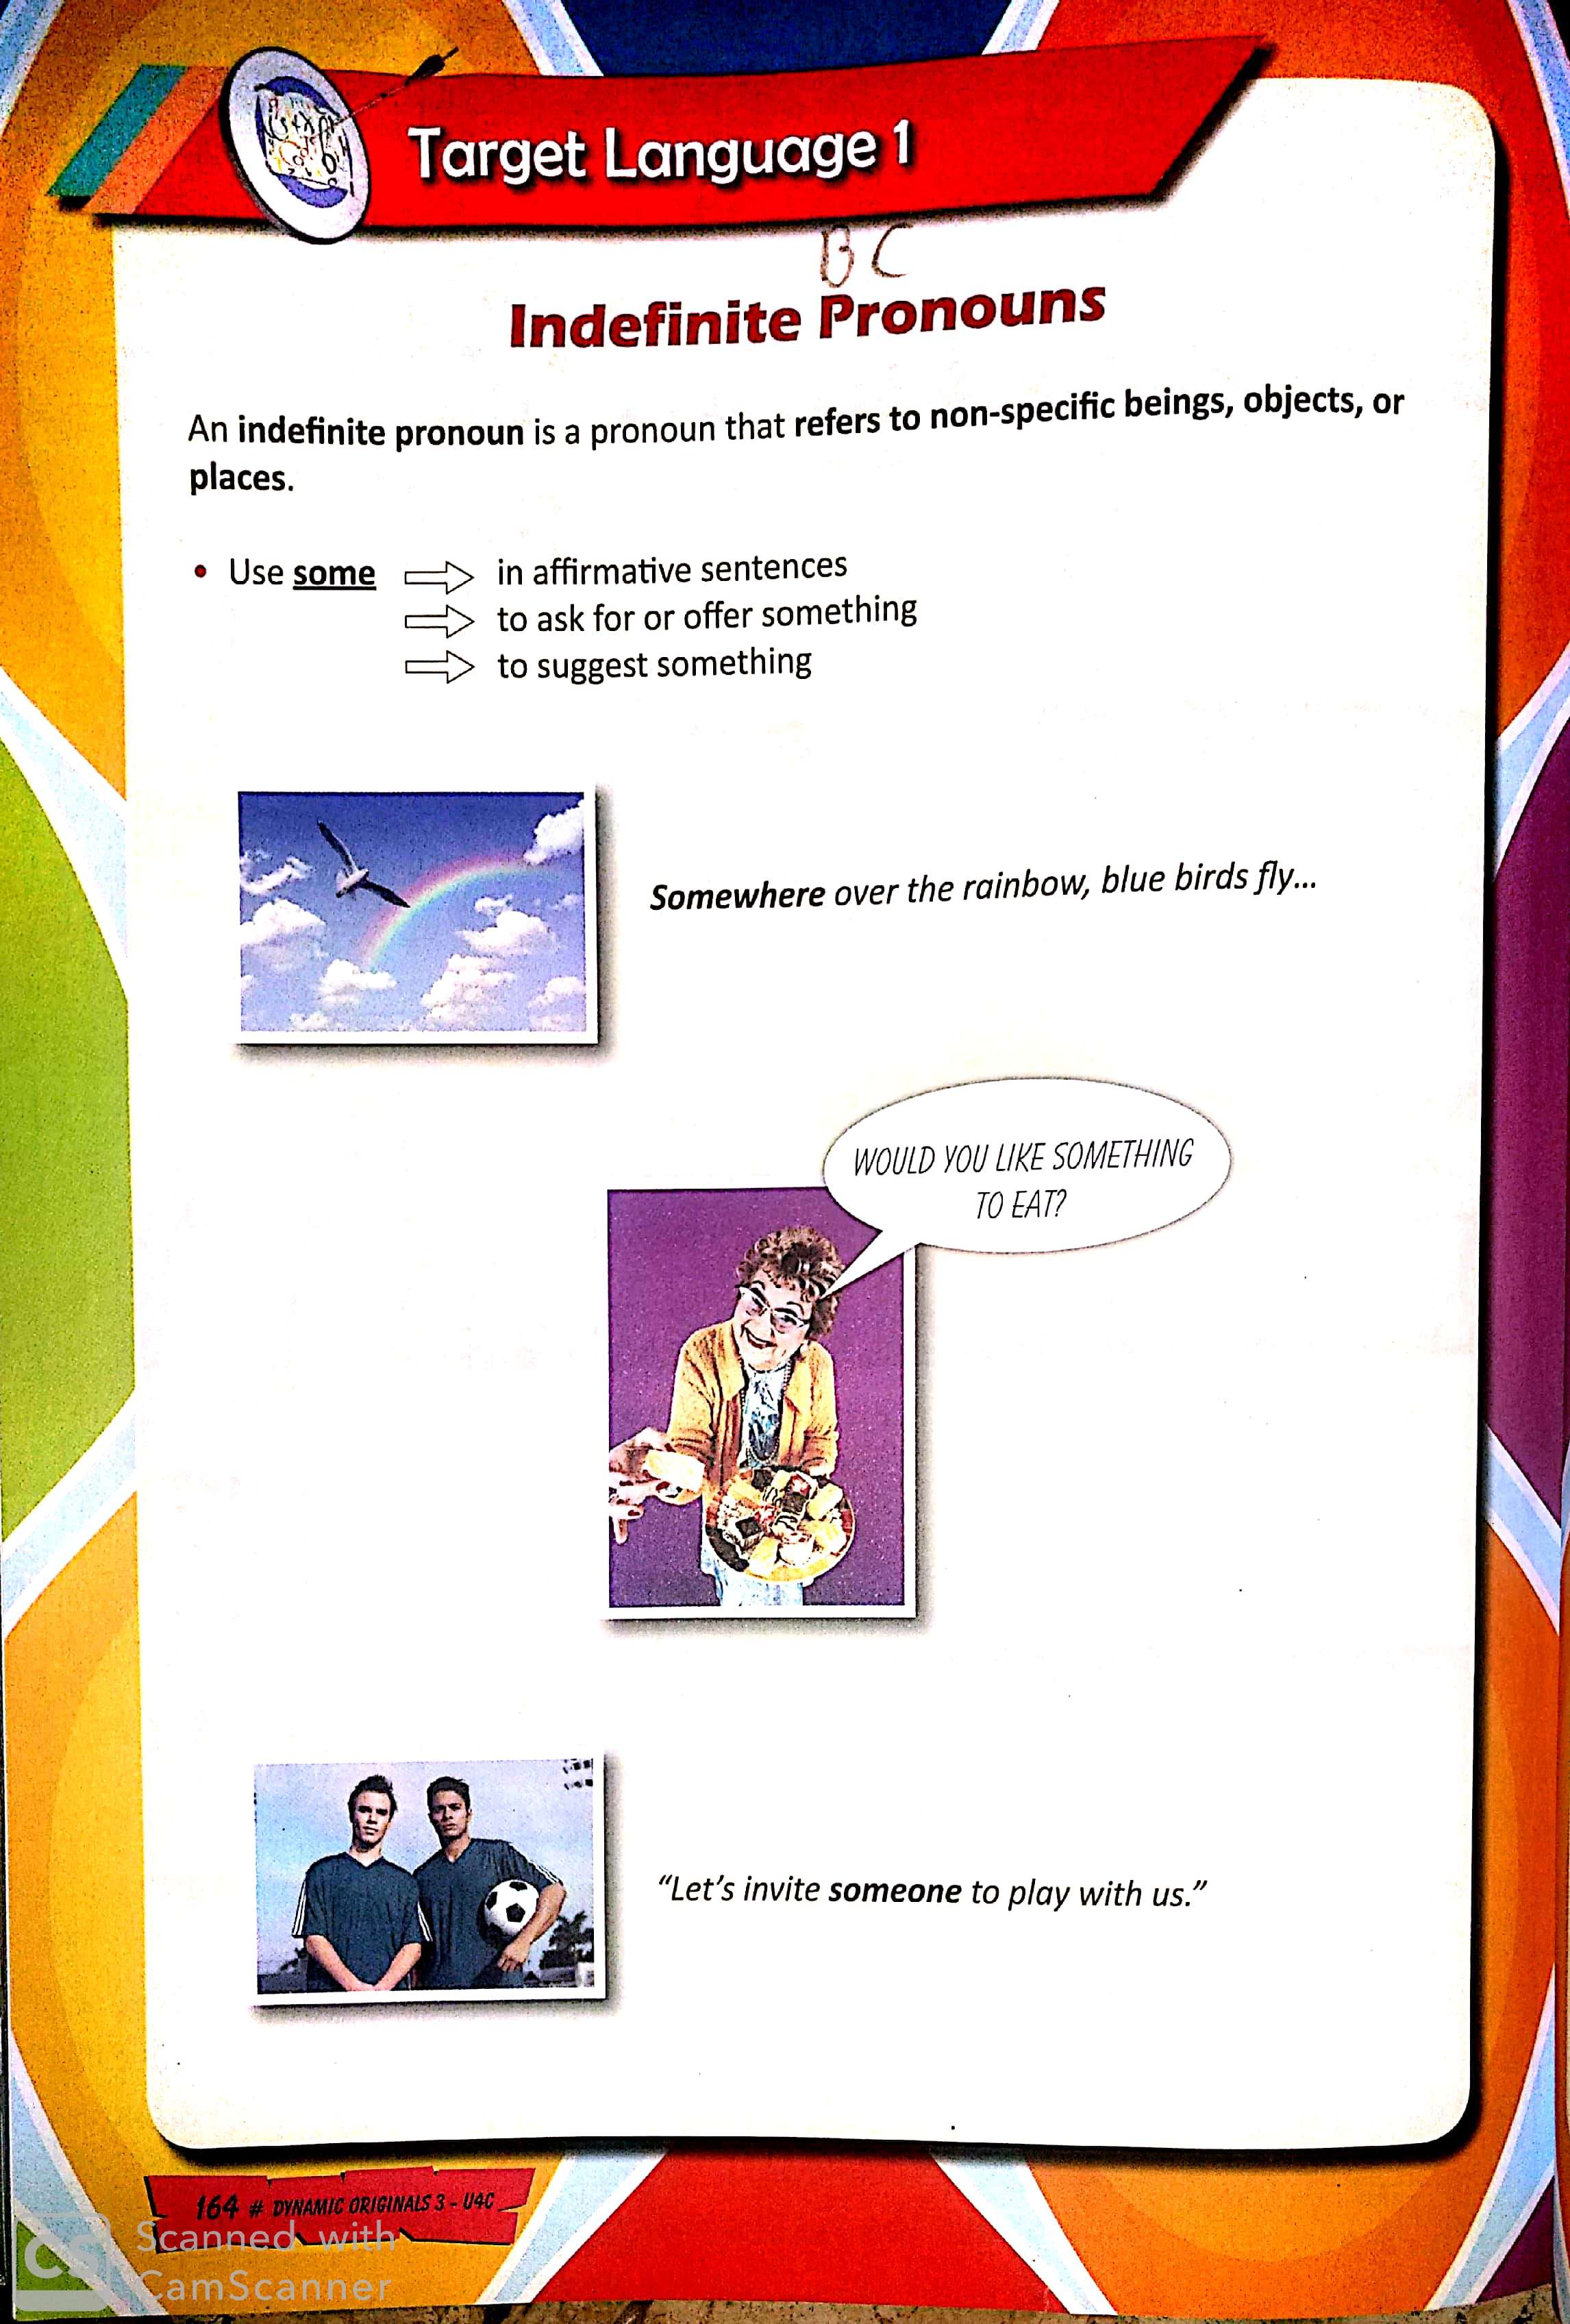 Target Language 1
BC
Indefinite Pronouns
An indefinite pronoun is a pronoun that refers to non-specific beings, objects, or
places.
• Use some
in affirmative sentences
to ask for or offer something
to suggest something
Somewhere over the rainbow, blue birds fly...
WOULD YOU LIKE SOMETHING
TO EAT?
"Let's invite someone to play with us."
164 # DYNAMIC ORIGINALS 3 - U4C
CS
Scanned with
CamScanner